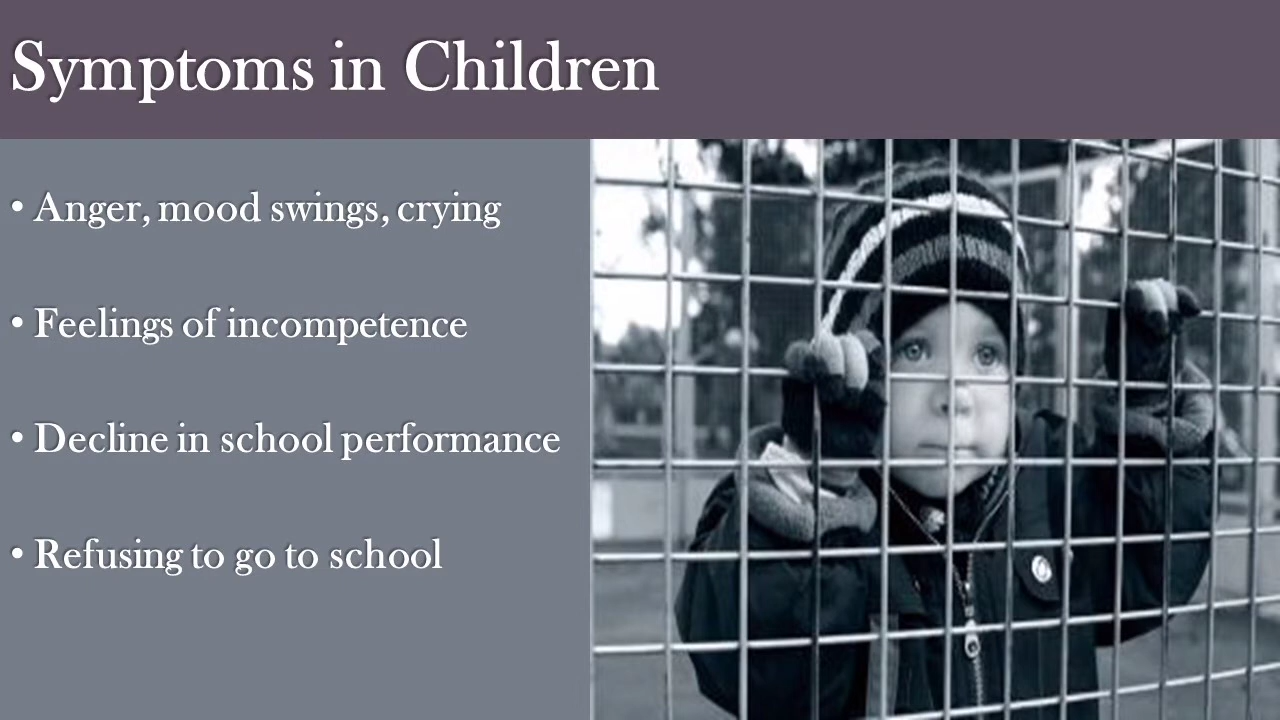 Symptoms in Children
• Anger, mood swings, crying
• Feelings of incompetence
• Decline in school performance
• Refusing to go to school